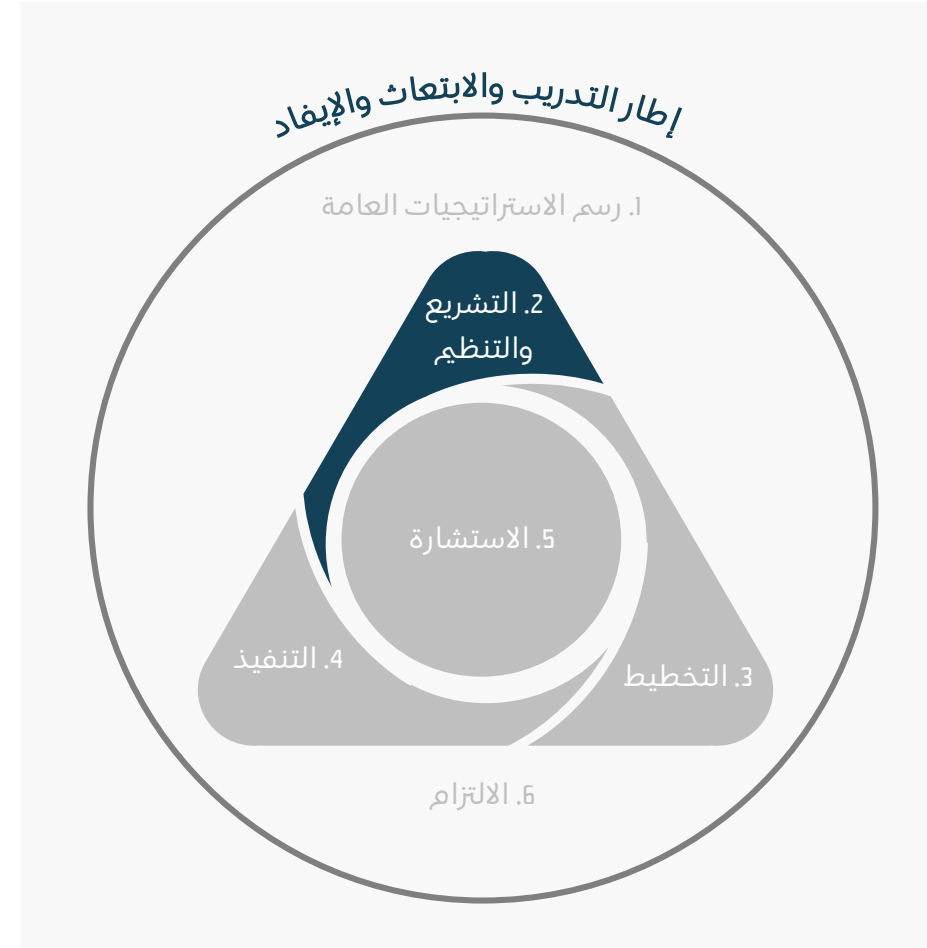 إطار التدريب والابتعاث والإيفاد
1. رسم الاستراتيجيات العامة
2. التشريع
والتنظيم
5. الاستشارة
4. التنفيذ
3. التخطيط
6. الالتزام